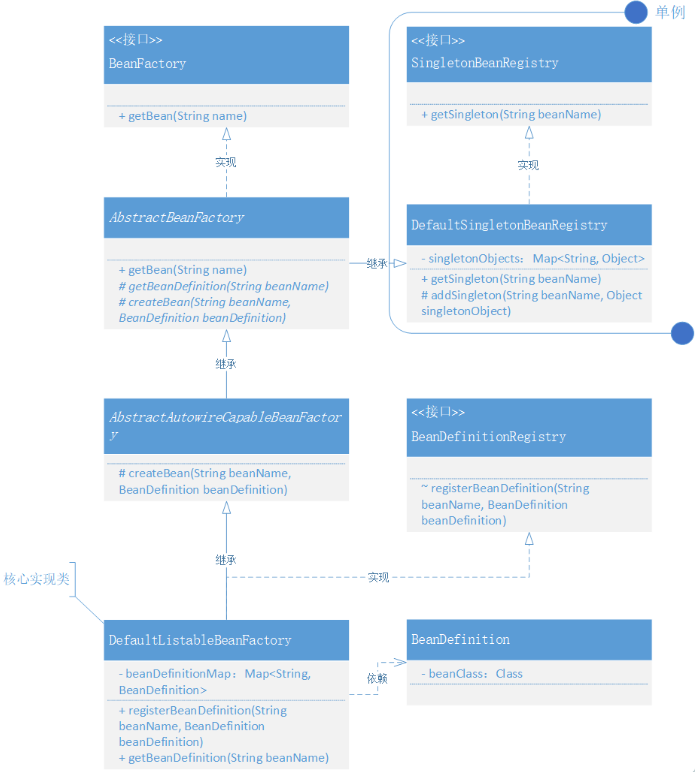 单例
<<接口>>
BeanFactory
+ getBean(String name)
<<接口>>
SingletonBeanRegistry
+ getSingleton(String beanName)
实现
实现
AbstractBeanFactory
+ getBean(String name)
# getBeanDefinition(String beanName)
# createBean(String beanName,
BeanDefinition beanDefinition)
继承
DefaultSingletonBeanRegistry
- singletonObjects：Map<String, Object>
+ getSingleton(String beanName)
# addSingleton(String beanName, Object
singletonObject)
继承
AbstractAutowireCapableBeanFactor
y
# createBean(String beanName,
BeanDefinition beanDefinition)
<<接口>>
BeanDefinitionRegistry
~ registerBeanDefinition(String
beanName, BeanDefinition
beanDefinition)
继承
实现
核心实现类
DefaultListableBeanFactory
- beanDefinitionMap：Map<String,
BeanDefinition>
+ registerBeanDefinition(String
beanName, BeanDefinition
beanDefinition)
+ getBeanDefinition(String beanName)
依赖
BeanDefinition
- beanClass：Class